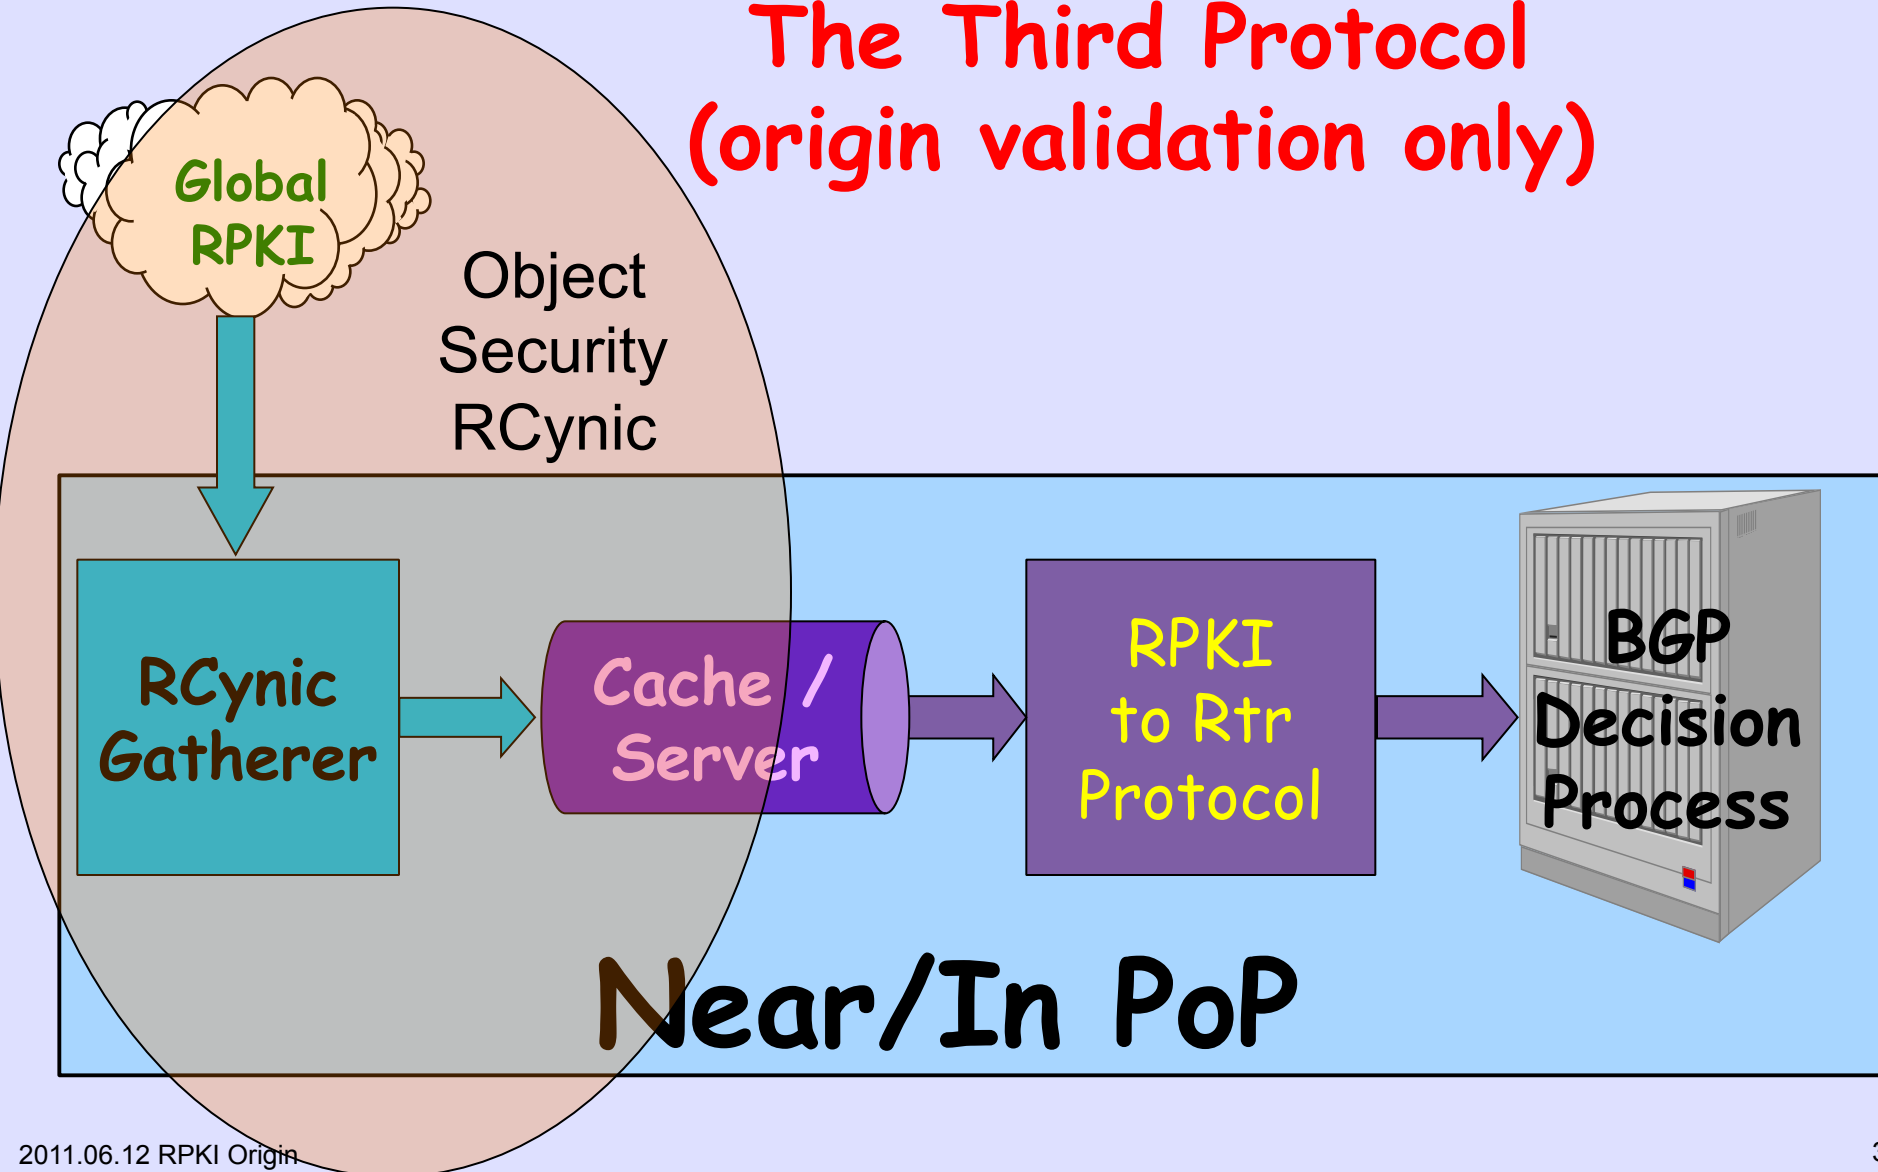 The Third Protocol
(origin validation only)
Global
RPKI
Object
Security
RCynic
RCynic
Gatherer
Cache /
Server
RPKI
to Rtr
Protocol
BGP
Decision
Process
Near/In PoP
2011.06.12 RPKI Origin